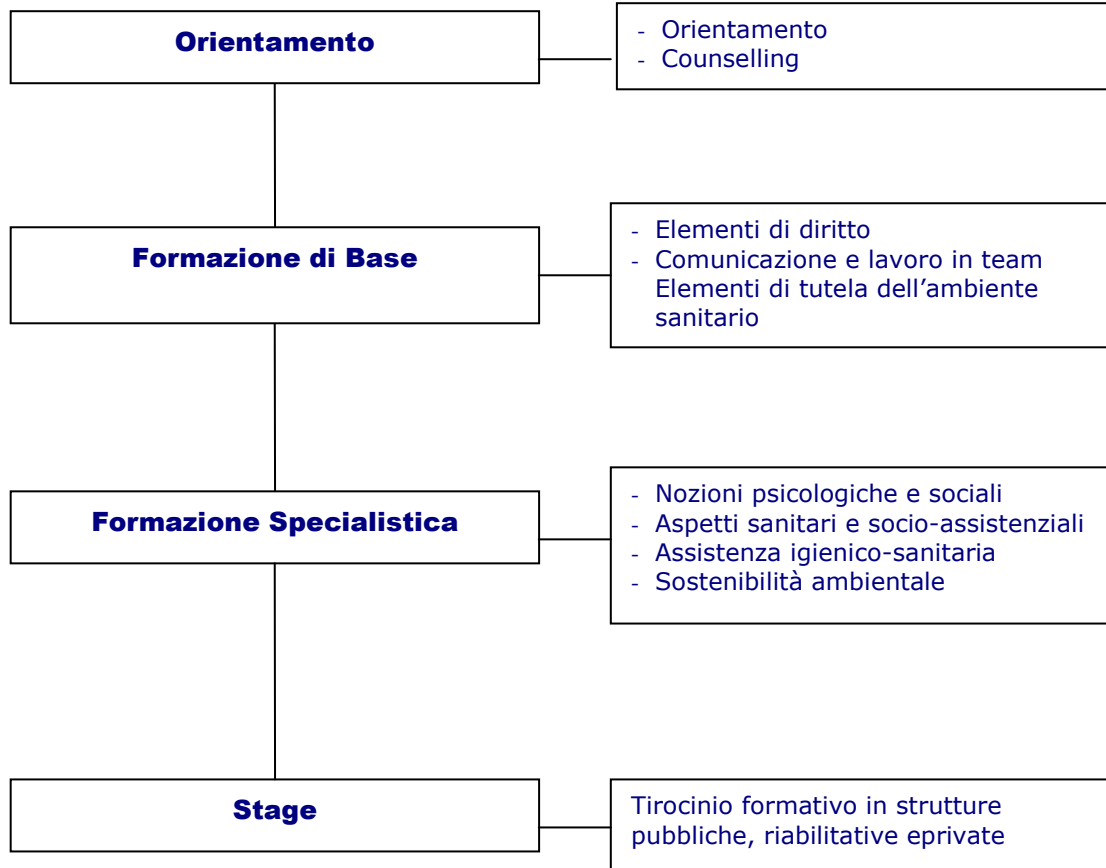 Orientamento
- Orientamento
- Counselling
Formazione di Base
- Elementi di diritto
- Comunicazione e lavoro in team
Elementi di tutela dell’ambiente
sanitario
Formazione Specialistica
- Nozioni psicologiche e sociali
- Aspetti sanitari e socio-assistenziali
- Assistenza igienico-sanitaria
- Sostenibilità ambientale
Stage
Tirocinio formativo in strutture
pubbliche, riabilitative eprivate